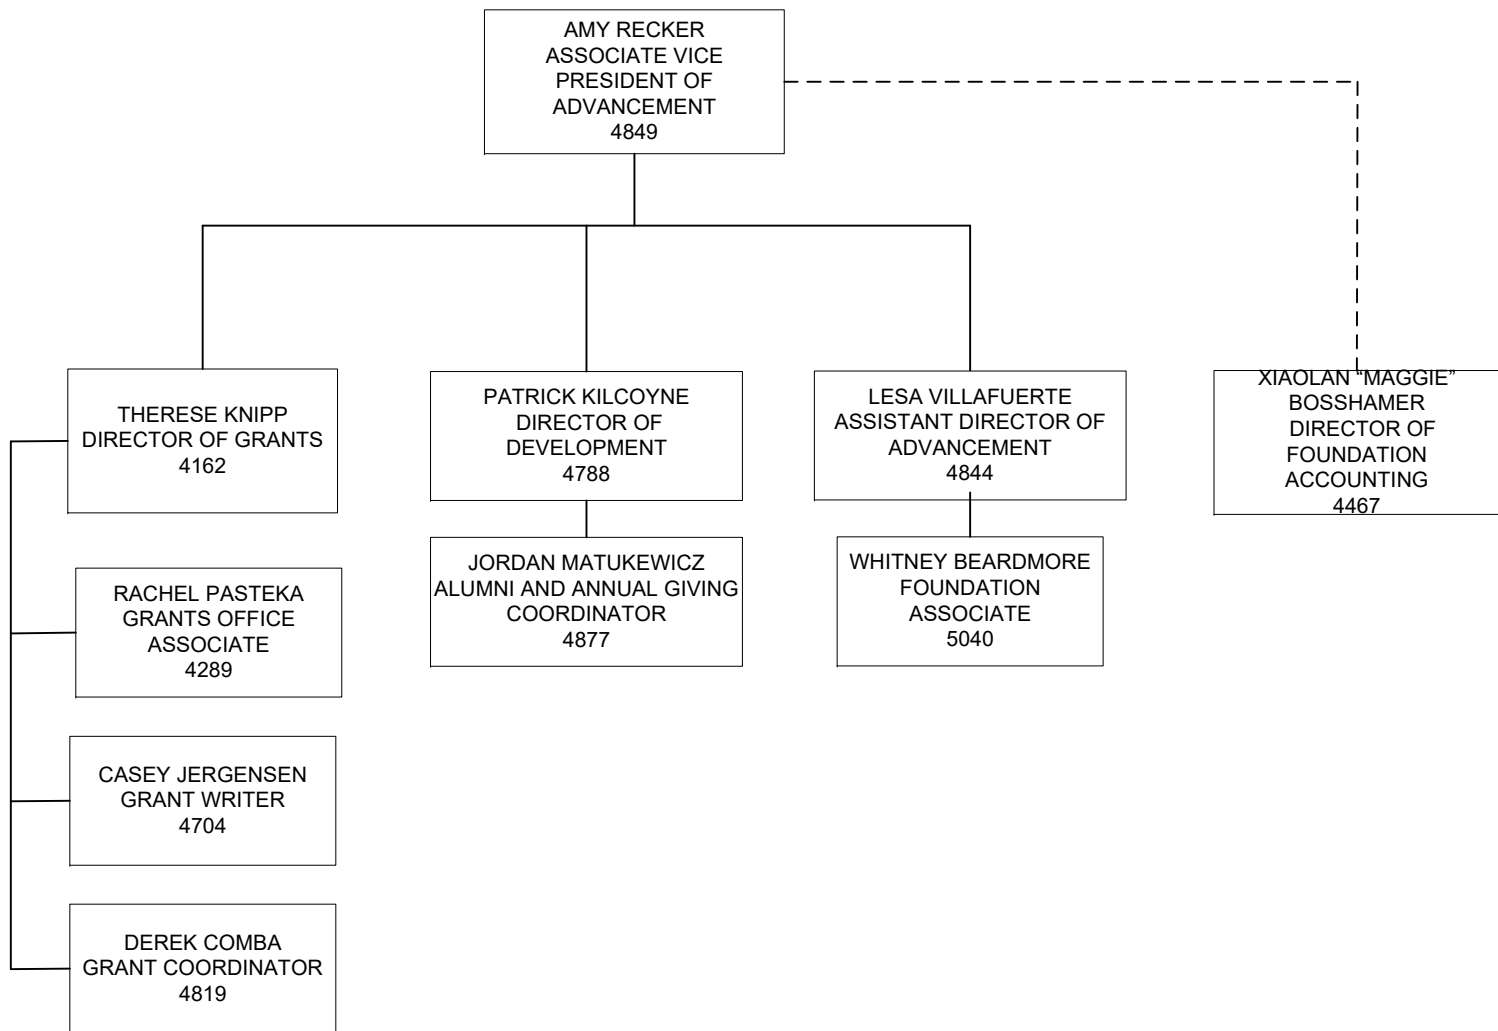 AMY RECKER
ASSOCIATE VICE
PRESIDENT OF
ADVANCEMENT
4849
THERESE KNIPP
DIRECTOR OF GRANTS
4162
PATRICK KILCOYNE
DIRECTOR OF
DEVELOPMENT
4788
LESA VILLAFUERTE
ASSISTANT DIRECTOR OF
ADVANCEMENT
4844
XIAOLAN “MAGGIE”
BOSSHAMER
DIRECTOR OF
FOUNDATION
ACCOUNTING
4467
RACHEL PASTEKA
GRANTS OFFICE
ASSOCIATE
4289
JORDAN MATUKEWICZ
ALUMNI AND ANNUAL GIVING
COORDINATOR
4877
WHITNEY BEARDMORE
FOUNDATION
ASSOCIATE
5040
CASEY JERGENSEN
GRANT WRITER
4704
DEREK COMBA
GRANT COORDINATOR
4819